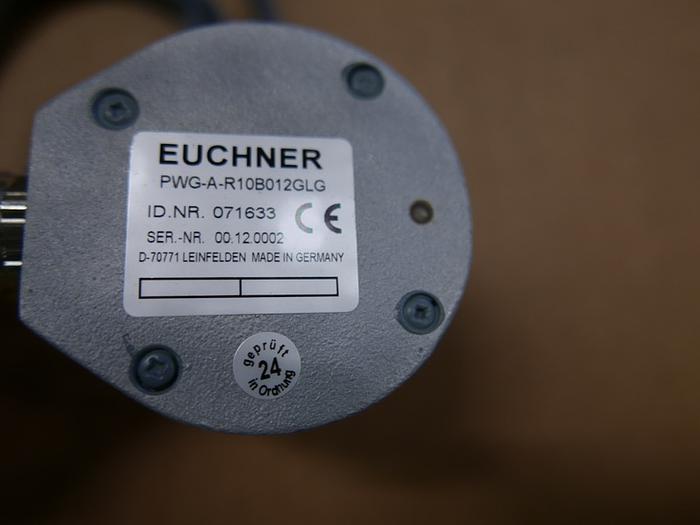 EUCHNER
PWG-A-R10B012GLG
ID.NR. 071633 CE
SER.-NR. 00.12.0002
D-70771 LEINFELDEN MADE IN GERMANY
geprüft
24
in Ordnung